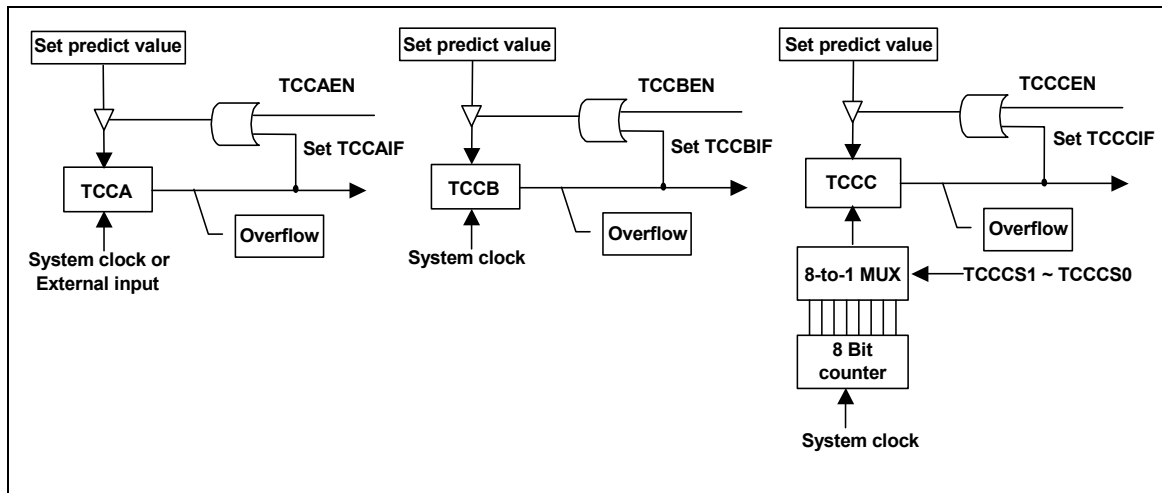 Set predict value
TCCAEN
Set TCCAIF
TCCA
Overflow
System clock or
External input
Set predict value
TCCBEN
Set TCCBIF
TCCB
Overflow
System clock
Set predict value
TCCCEN
Set TCCCIF
TCCC
Overflow
8-to-1 MUX
TCCCS1 ~ TCCCS0
8 Bit
counter
System clock